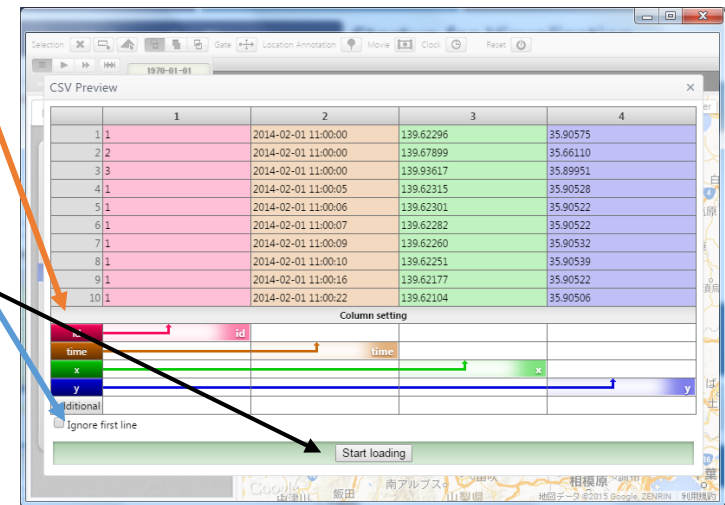 Selection Gate Location Annotation Movie Clock Reset
1970-01-01
CSV Preview ×
1 2 3 4
1 1 2014-02-01 11:00:00 139.62296 35.90575
2 2 2014-02-01 11:00:00 139.67899 35.66110
3 3 2014-02-01 11:00:00 139.93617 35.89951
4 1 2014-02-01 11:00:05 139.62315 35.90528
5 1 2014-02-01 11:00:06 139.62301 35.90522
6 1 2014-02-01 11:00:07 139.62282 35.90522
7 1 2014-02-01 11:00:09 139.62260 35.90532
8 1 2014-02-01 11:00:10 139.62251 35.90539
9 1 2014-02-01 11:00:16 139.62177 35.90522
10 1 2014-02-01 11:00:22 139.62104 35.90506
Column setting
id id
time time
x x
y y
dditional
Ignore first line
Start loading
Google 飯田 南アルプス 山梨県 相模原
地図データ ©2015 Google, ZENRIN 利用規約